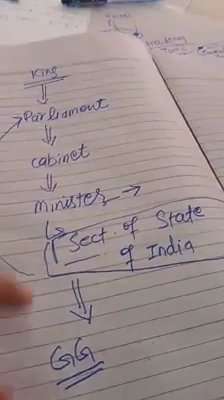 King
Parliament
cabinet
minister
Sect. of State
of India
GG